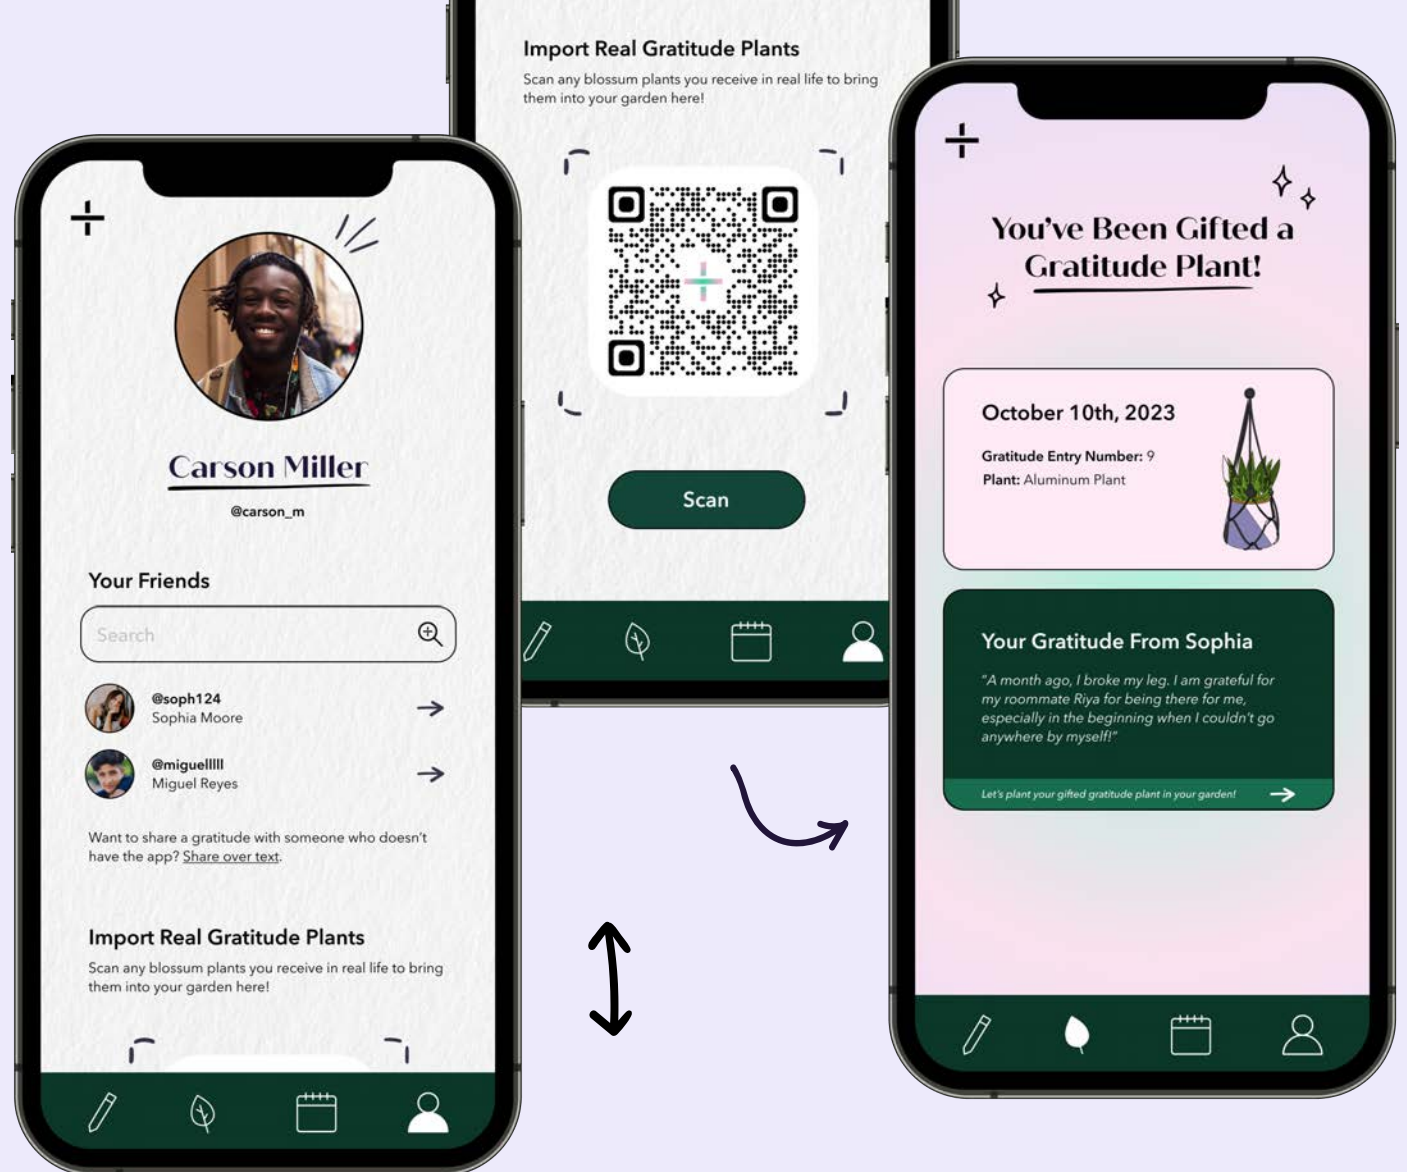 Carson Miller
@carson_m
Your Friends
Search
@soph124
Sophia Moore
@miguelllll
Miguel Reyes
Want to share a gratitude with someone who doesn't
have the app? Share over text.
Import Real Gratitude Plants
Scan any blossum plants you receive in real life to bring
them into your garden here!
Import Real Gratitude Plants
Scan any blossum plants you receive in real life to bring
them into your garden here!
Scan
You've Been Gifted a
Gratitude Plant!
October 10th, 2023
Gratitude Entry Number: 9
Plant: Aluminum Plant
Your Gratitude From Sophia
"A month ago, I broke my leg. I am grateful for
my roommate Riya for being there for me,
especially in the beginning when I couldn't go
anywhere by myself!"
Let's plant your gifted gratitude plant in your garden!